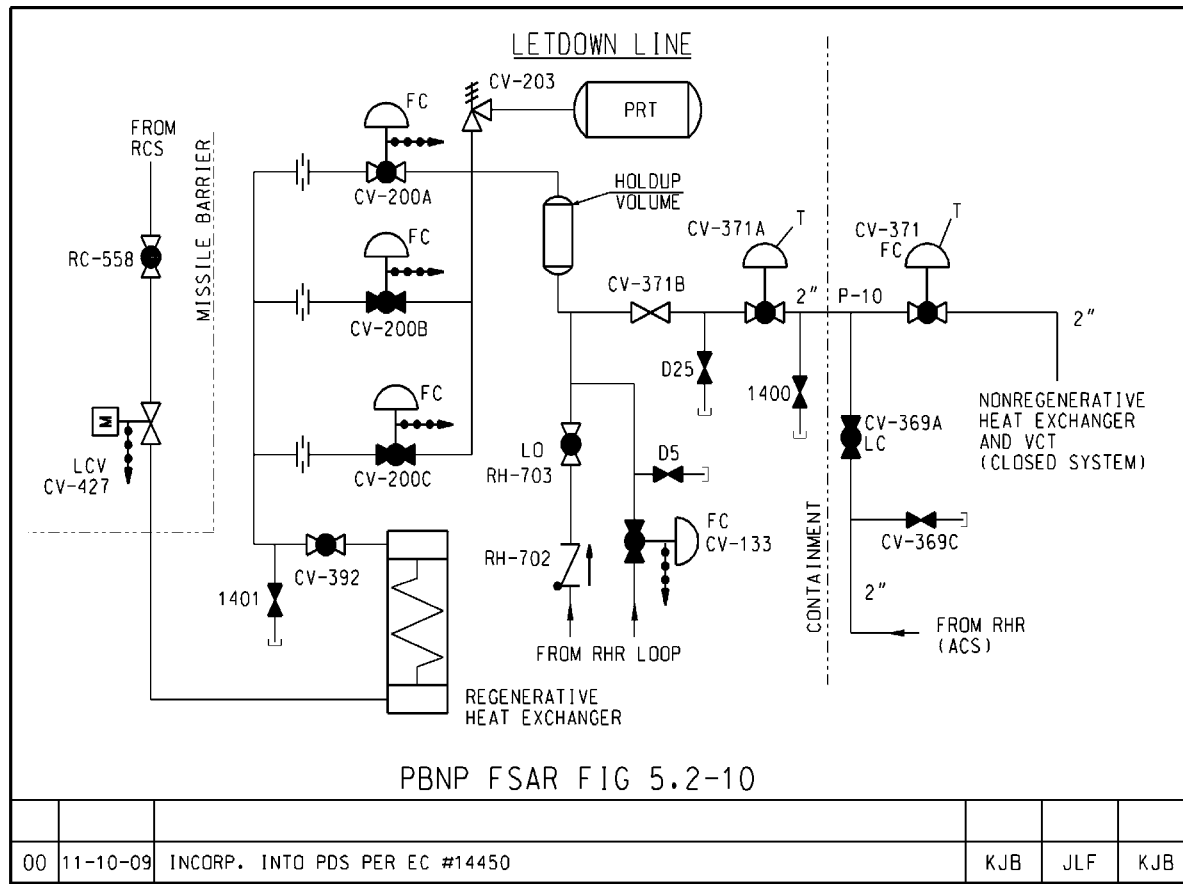 LETDOWN LINE
CV-203
FC
PRT
FROM
RCS
MISSILE BARRIER
CV-200A
HOLDUP
VOLUME
RC-558
FC
CV-200B
CV-371A
T
CV-371
FC
T
CV-371B
2"
P-10
2"
D25
1400
M
LCV
CV-427
FC
CV-200C
LO
RH-703
D5
CV-369A
LC
NONREGENERATIVE
HEAT EXCHANGER
AND VCT
(CLOSED SYSTEM)
CV-392
1401
RH-702
FC
CV-133
CONTAINMENT
CV-369C
2"
FROM RHR LOOP
FROM RHR
(ACS)
REGENERATIVE
HEAT EXCHANGER
PBNP FSAR FIG 5.2-10
00 11-10-09 INCORP. INTO PDS PER EC #14450 KJB JLF KJB